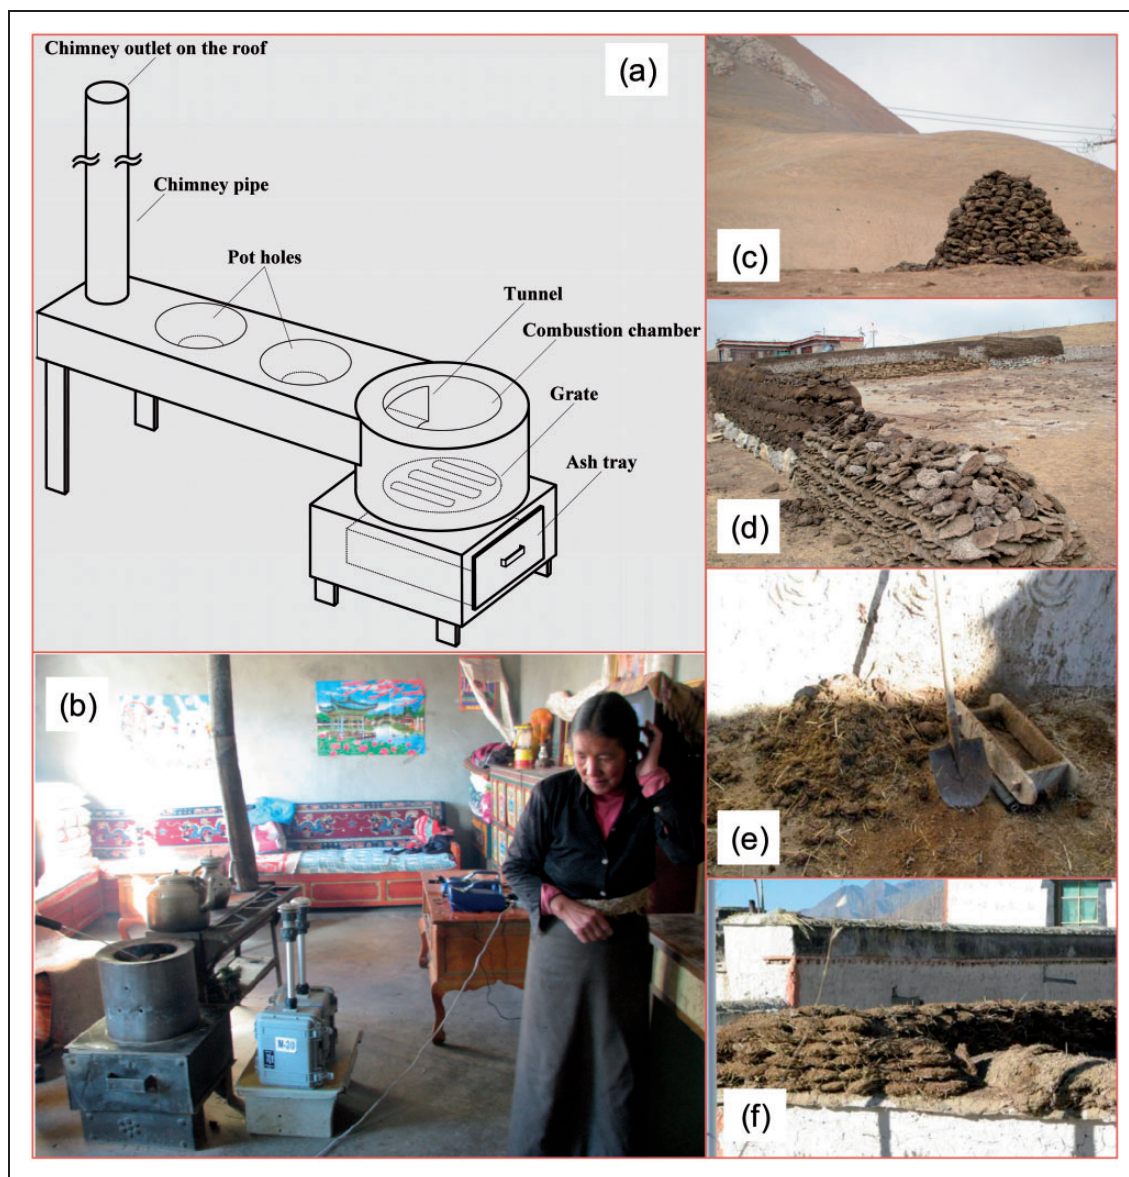 Chimney outlet on the roof
(a)
Chimney pipe
Pot holes
Tunnel
Combustion chamber
Grate
Ash tray
(b)
(c)
(d)
(e)
(f)